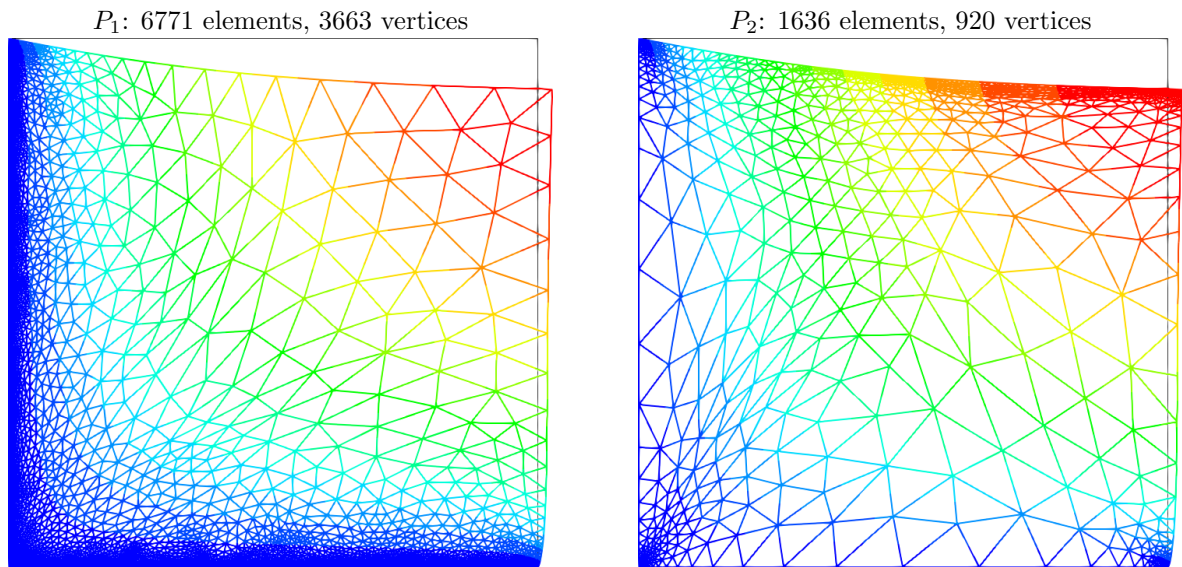 P₁: 6771 elements, 3663 vertices
P₂: 1636 elements, 920 vertices